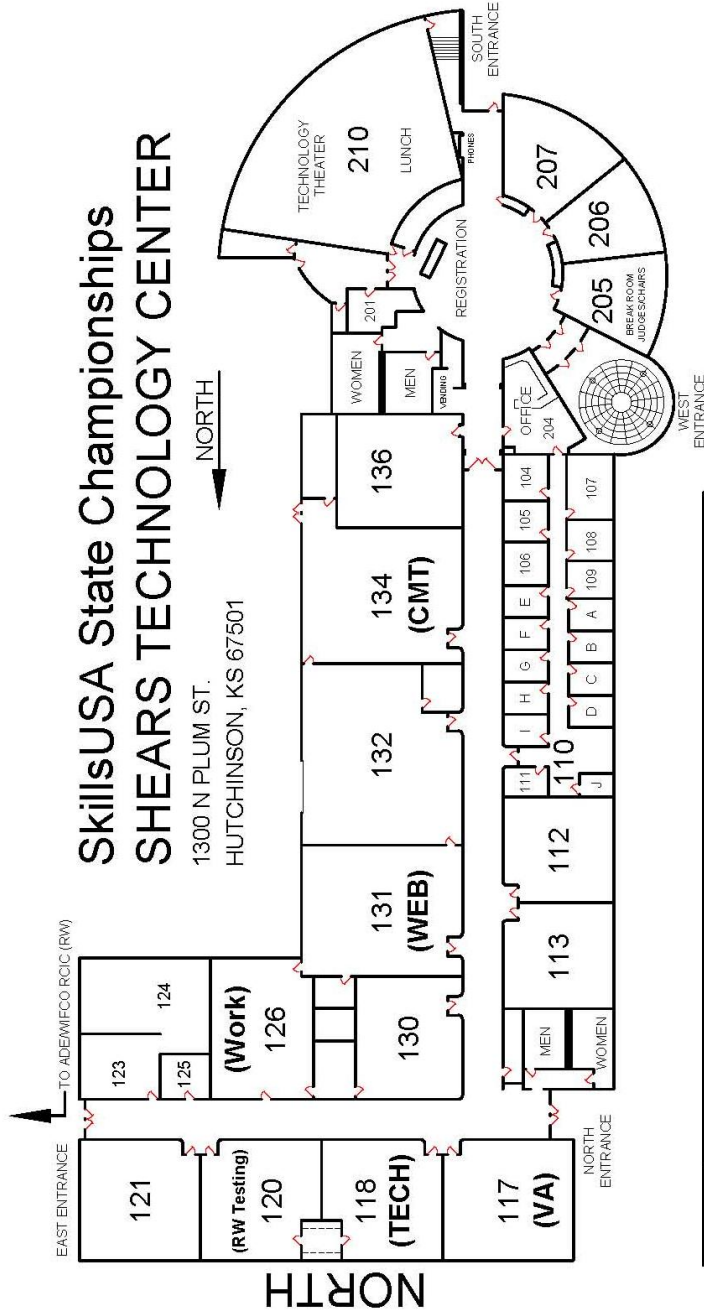 SkillsUSA State Championships
SHEARS TECHNOLOGY CENTER
1300 N PLUM ST.
HUTCHINSON, KS 67501
NORTH
NORTH
TO ADE/WIFCO RCIC (RW)
EAST ENTRANCE
121
(RW Testing)
120
118
(TECH)
117
(VA)
NORTH
ENTRANCE
123
124
125
(Work)
126
130
131
(WEB)
132
134
(CMT)
136
WOMEN
MEN
VENDING
201
TECHNOLOGY
THEATER
210
LUNCH
REGISTRATION
PHONES
SOUTH
ENTRANCE
207
206
205
BREAK ROOM
JUDGES/CHAIRS
OFFICE
204
WEST
ENTRANCE
MEN
WOMEN
113
112
111
110
J
I
H
G
F
E
106
105
104
D
C
B
A
109
108
107